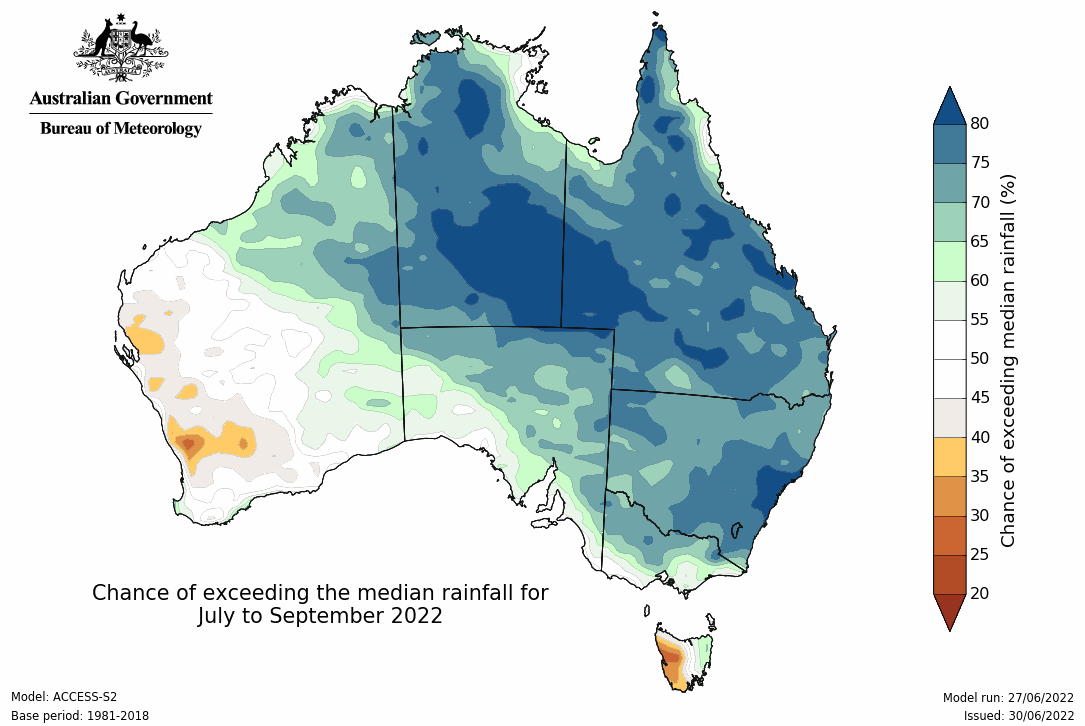 Australian Government
Bureau of Meteorology
80
75
70
65
60
55
50
45
40
35
30
25
20
Chance of exceeding median rainfall (%)
Chance of exceeding the median rainfall for
July to September 2022
Model: ACCESS-S2
Base period: 1981-2018
Model run: 27/06/2022
Issued: 30/06/2022